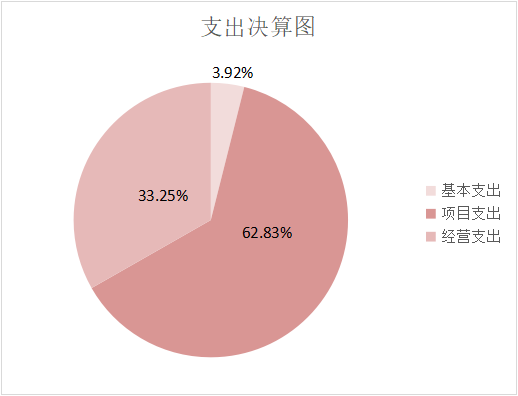 支出决算图
3.92%
33.25%
62.83%
基本支出
项目支出
经营支出